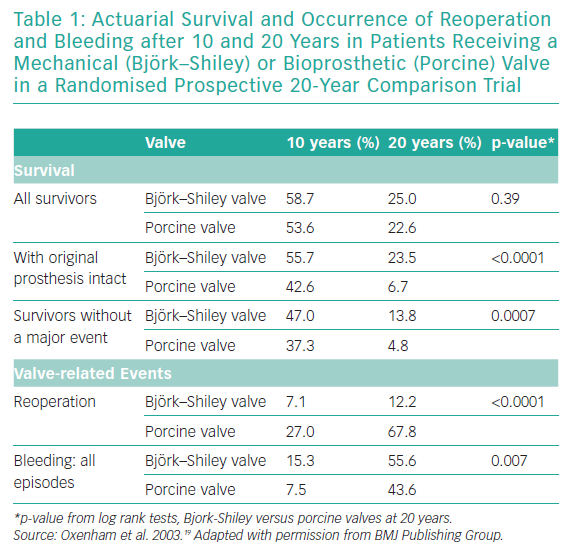 Table 1: Actuarial Survival and Occurrence of Reoperation
and Bleeding after 10 and 20 Years in Patients Receiving a
Mechanical (Björk–Shiley) or Bioprosthetic (Porcine) Valve
in a Randomised Prospective 20-Year Comparison Trial
Valve 10 years (%) 20 years (%) p-value*
Survival
All survivors Björk–Shiley valve 58.7 25.0 0.39
Porcine valve 53.6 22.6
With original Björk–Shiley valve 55.7 23.5 <0.0001
prosthesis intact
Porcine valve 42.6 6.7
Survivors without Björk–Shiley valve 47.0 13.8 0.0007
a major event
Porcine valve 37.3 4.8
Valve-related Events
Reoperation Björk–Shiley valve 7.1 12.2 <0.0001
Porcine valve 27.0 67.8
Bleeding: all Björk–Shiley valve 15.3 55.6 0.007
episodes
Porcine valve 7.5 43.6
*p-value from log rank tests, Bjork-Shiley versus porcine valves at 20 years.
Source: Oxenham et al. 2003.¹⁹ Adapted with permission from BMJ Publishing Group.